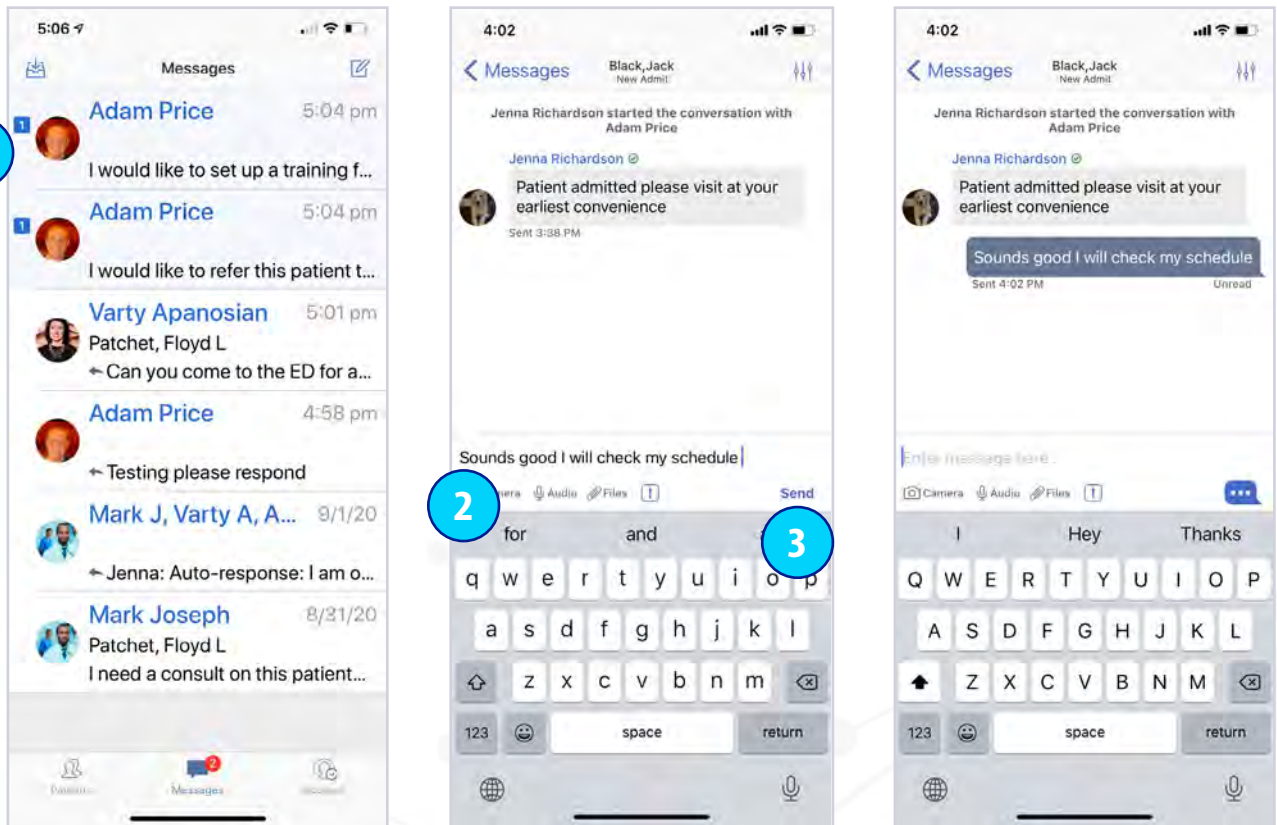 5:06
Messages
1
Adam Price 5:04 pm
I would like to set up a training f...
1
Adam Price 5:04 pm
I would like to refer this patient t...
Varty Apanosian 5:01 pm
Patchet, Floyd L
Can you come to the ED for a...
Adam Price 4:58 pm
Testing please respond
Mark J, Varty A, A... 9/1/20
Jenna: Auto-response: I am o...
Mark Joseph 8/31/20
Patchet, Floyd L
I need a consult on this patient...
2
Patients Messages
4:02
Messages
Black,Jack
New Admit
Jenna Richardson started the conversation with
Adam Price
Jenna Richardson
Patient admitted please visit at your
earliest convenience
Sent 3:38 PM
Sounds good I will check my schedule
2
Audio Files ! Send
for and
3
q w e r t y u i o p
a s d f g h j k l
z x c v b n m
123 space return
4:02
Messages
Black,Jack
New Admit
Jenna Richardson started the conversation with
Adam Price
Jenna Richardson
Patient admitted please visit at your
earliest convenience
Sounds good I will check my schedule
Sent 4:02 PM Unread
Enter message here
Camera Audio Files !
I Hey Thanks
Q W E R T Y U I O P
A S D F G H J K L
Z X C V B N M
123 space return